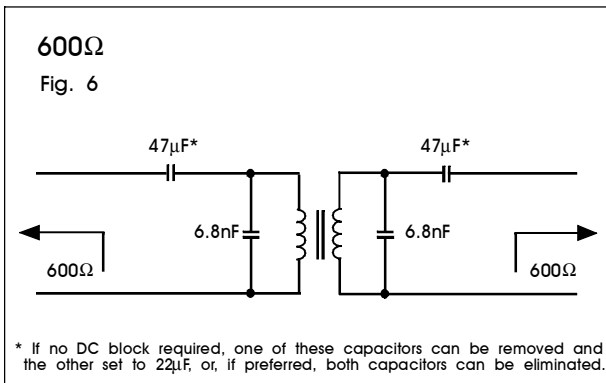 600Ω
Fig. 6
47µF*
47µF*
6.8nF
6.8nF
600Ω
600Ω
* If no DC block required, one of these capacitors can be removed and
the other set to 22µF, or, if preferred, both capacitors can be eliminated.